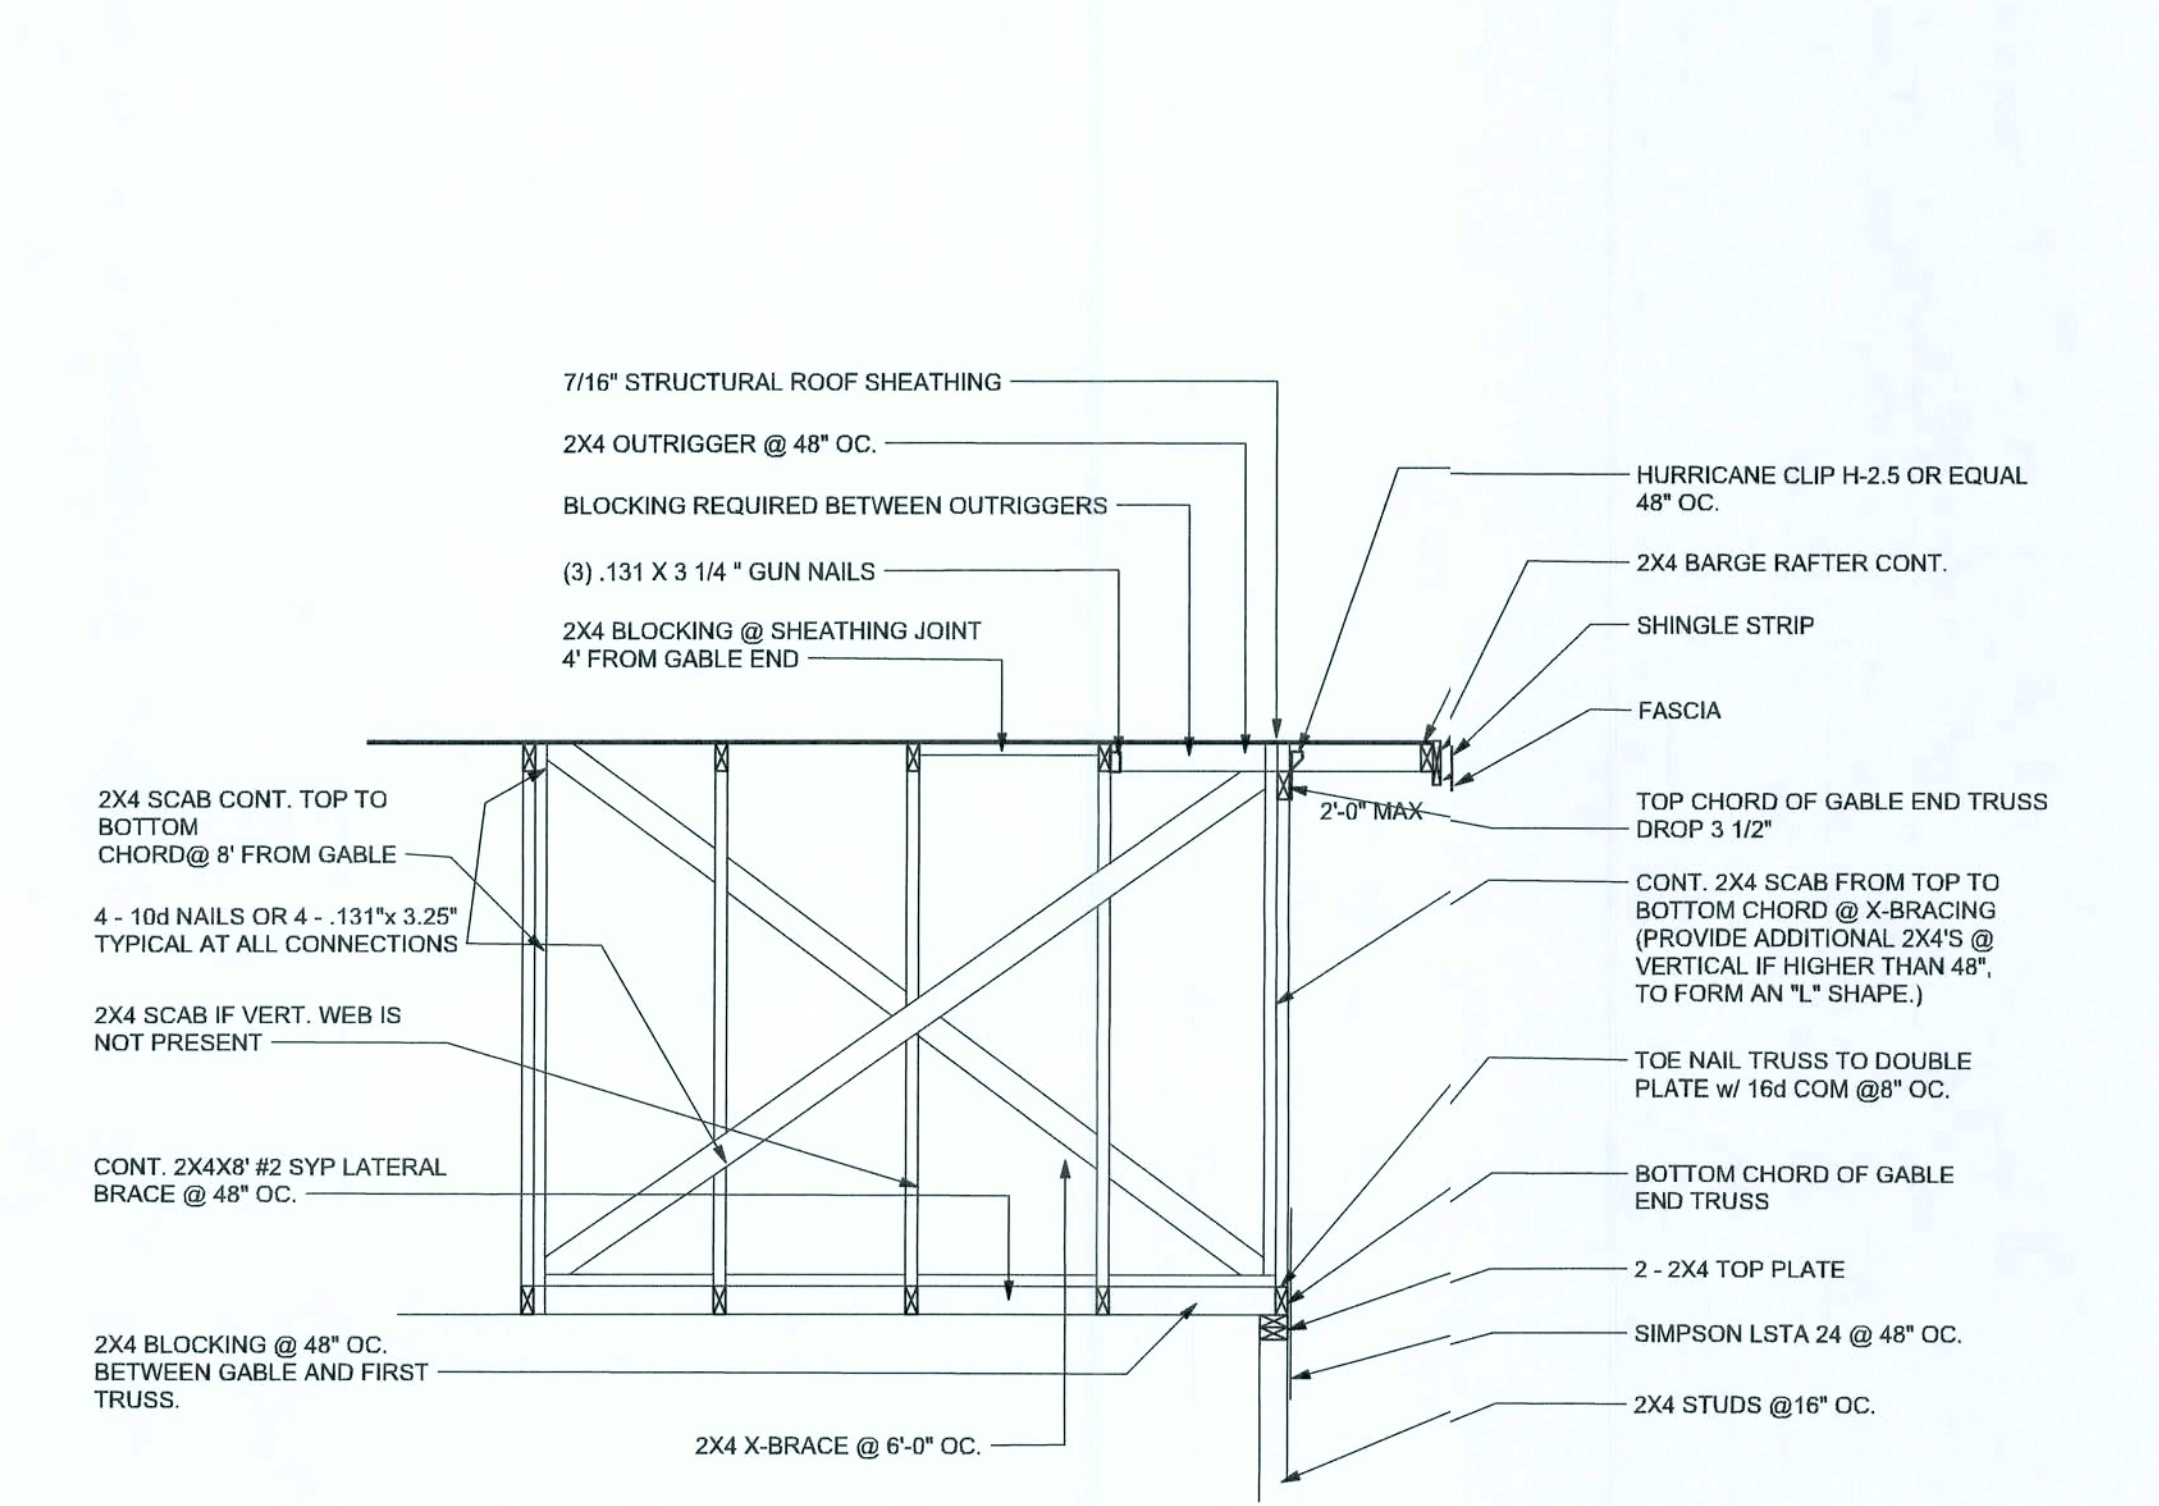 7/16" STRUCTURAL ROOF SHEATHING
2X4 OUTRIGGER @ 48" OC.
BLOCKING REQUIRED BETWEEN OUTRIGGERS
(3) .131 X 3 1/4 " GUN NAILS
2X4 BLOCKING @ SHEATHING JOINT
4' FROM GABLE END
2X4 SCAB CONT. TOP TO
BOTTOM
CHORD@ 8' FROM GABLE
4 - 10d NAILS OR 4 - .131"x 3.25"
TYPICAL AT ALL CONNECTIONS
2X4 SCAB IF VERT. WEB IS
NOT PRESENT
CONT. 2X4X8' #2 SYP LATERAL
BRACE @ 48" OC.
2X4 BLOCKING @ 48" OC.
BETWEEN GABLE AND FIRST
TRUSS.
2X4 X-BRACE @ 6'-0" OC.
2'-0" MAX
HURRICANE CLIP H-2.5 OR EQUAL
48" OC.
2X4 BARGE RAFTER CONT.
SHINGLE STRIP
FASCIA
TOP CHORD OF GABLE END TRUSS
DROP 3 1/2"
CONT. 2X4 SCAB FROM TOP TO
BOTTOM CHORD @ X-BRACING
(PROVIDE ADDITIONAL 2X4'S @
VERTICAL IF HIGHER THAN 48",
TO FORM AN "L" SHAPE.)
TOE NAIL TRUSS TO DOUBLE
PLATE w/ 16d COM @8" OC.
BOTTOM CHORD OF GABLE
END TRUSS
2 - 2X4 TOP PLATE
SIMPSON LSTA 24 @ 48" OC.
2X4 STUDS @16" OC.